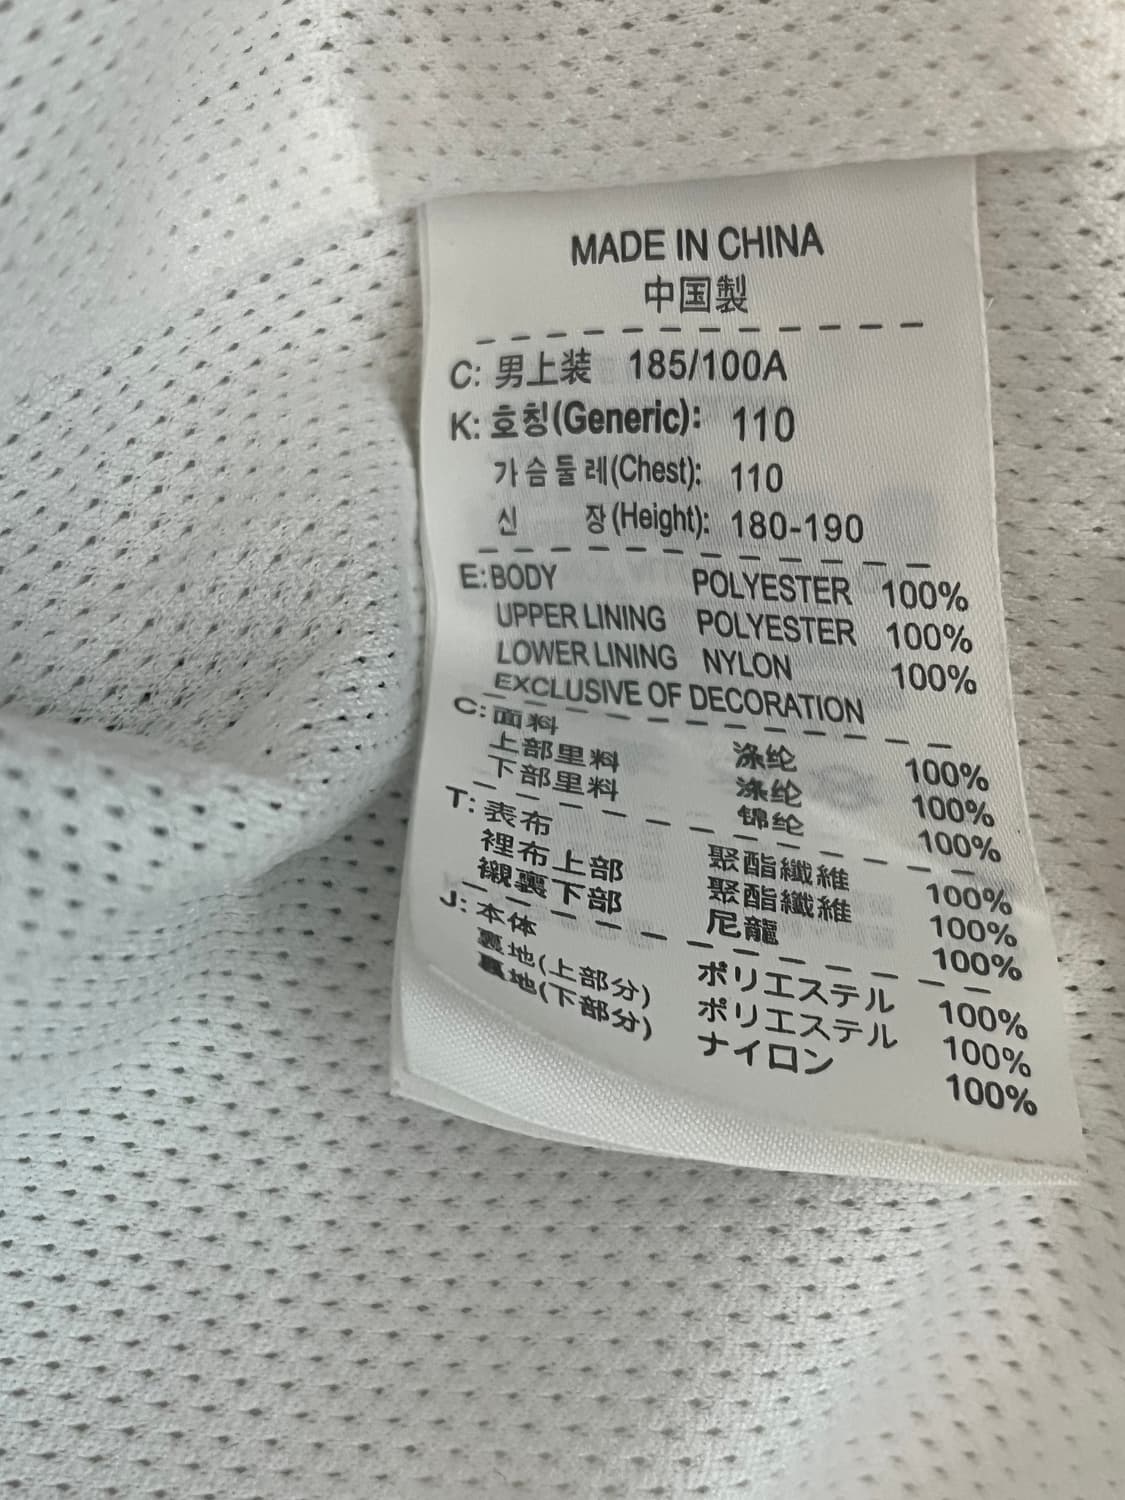 MADE IN CHINA
中国製
C: 男上装 185/100A
K: 호칭(Generic): 110
가슴둘레(Chest): 110
신 장(Height): 180-190
E: BODY POLYESTER 100%
UPPER LINING POLYESTER 100%
LOWER LINING NYLON 100%
EXCLUSIVE OF DECORATION
C: 面料 涤纶 100%
上部里料 涤纶 100%
下部里料 锦纶 100%
T: 表布 聚酯纖維 100%
裡布上部 聚酯纖維 100%
襯裏下部 尼龍 100%
J: 本体 ポリエステル 100%
裏地(上部分) ポリエステル 100%
裏地(下部分) ナイロン 100%